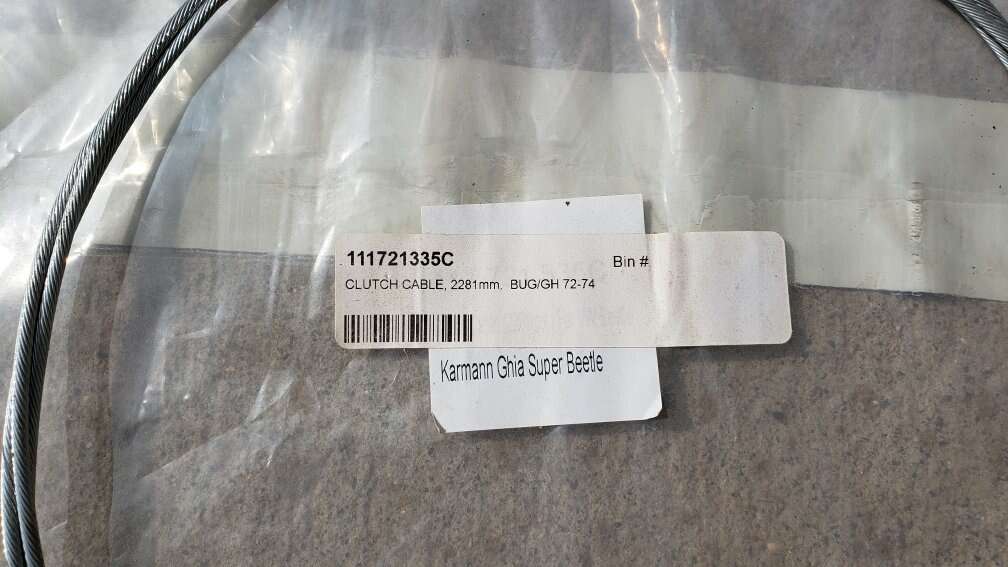 111721335C
Bin #
CLUTCH CABLE, 2281mm, BUG/GH 72-74
Karmann Ghia Super Beetle